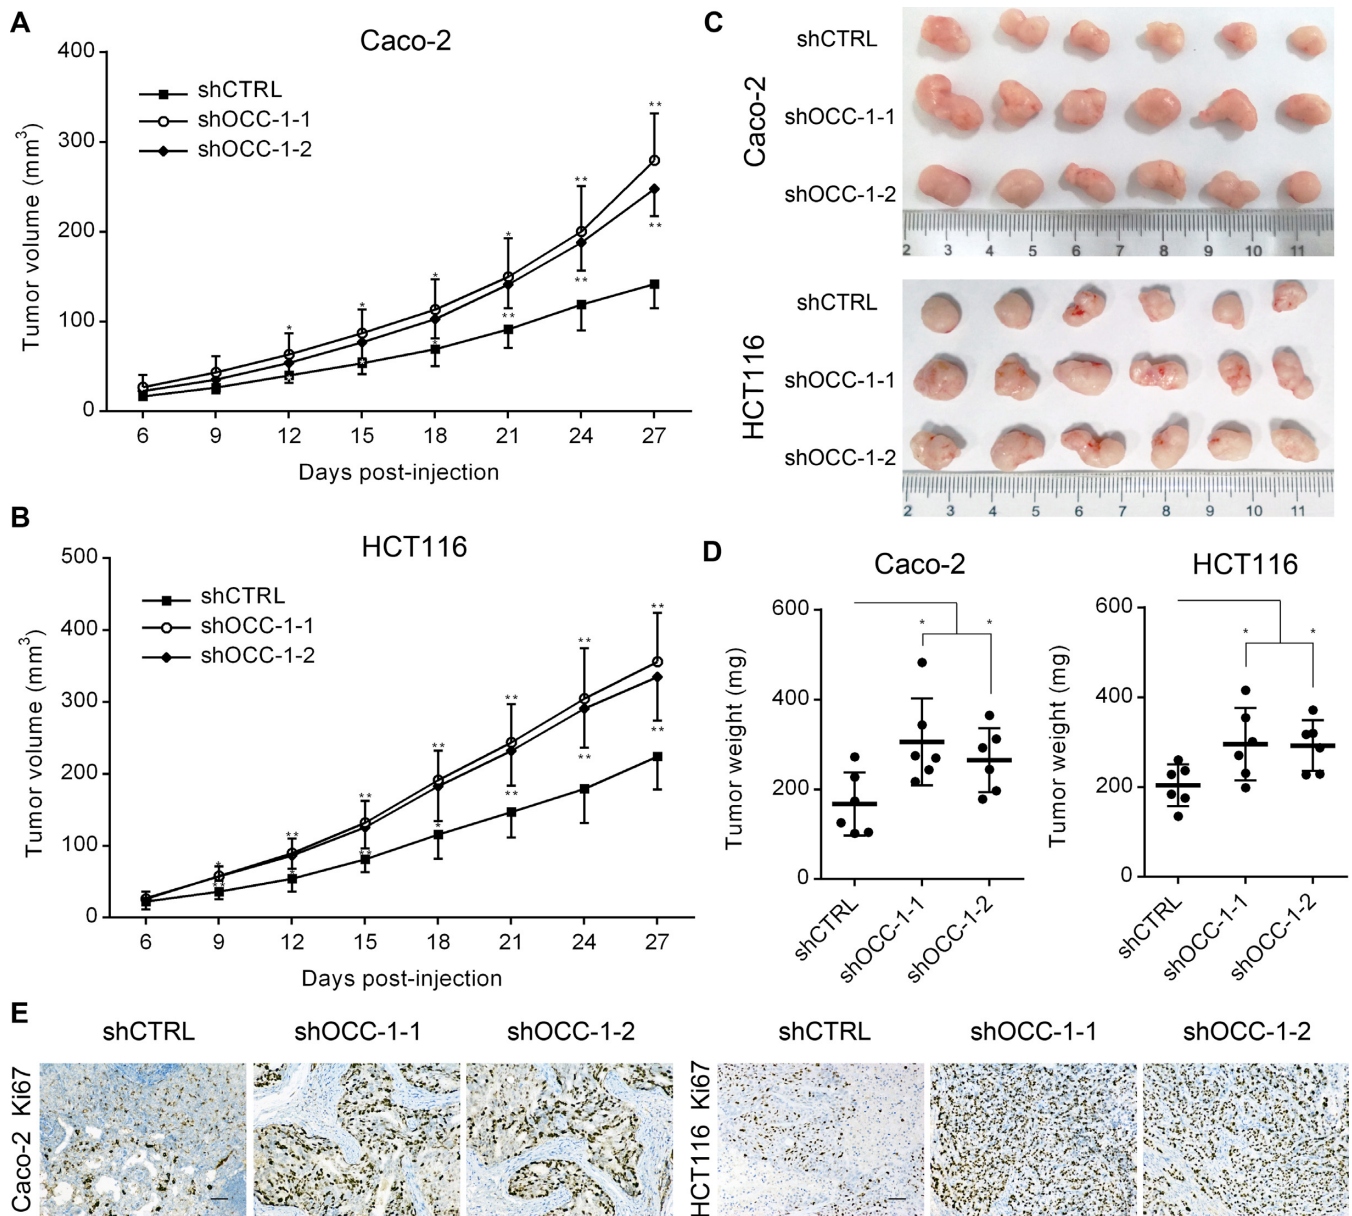 A
Caco-2
shCTRL
shOCC-1-1
shOCC-1-2
Tumor volume (mm³)
400
300
200
100
0
** ** ** ** * ** * * * * * *
6 9 12 15 18 21 24 27
Days post-injection
B
HCT116
shCTRL
shOCC-1-1
shOCC-1-2
Tumor volume (mm³)
500
400
300
200
100
0
** ** ** ** ** ** ** * ** ** ** * * **
6 9 12 15 18 21 24 27
Days post-injection
C
Caco-2
shCTRL
shOCC-1-1
shOCC-1-2
2 3 4 5 6 7 8 9 10 11
HCT116
shCTRL
shOCC-1-1
shOCC-1-2
2 3 4 5 6 7 8 9 10 11
D
Caco-2
Tumor weight (mg)
600
400
200
0
* *
shCTRL
shOCC-1-1
shOCC-1-2
HCT116
Tumor weight (mg)
600
400
200
0
* *
shCTRL
shOCC-1-1
shOCC-1-2
E
shCTRL shOCC-1-1 shOCC-1-2
Caco-2 Ki67
shCTRL shOCC-1-1 shOCC-1-2
HCT116 Ki67